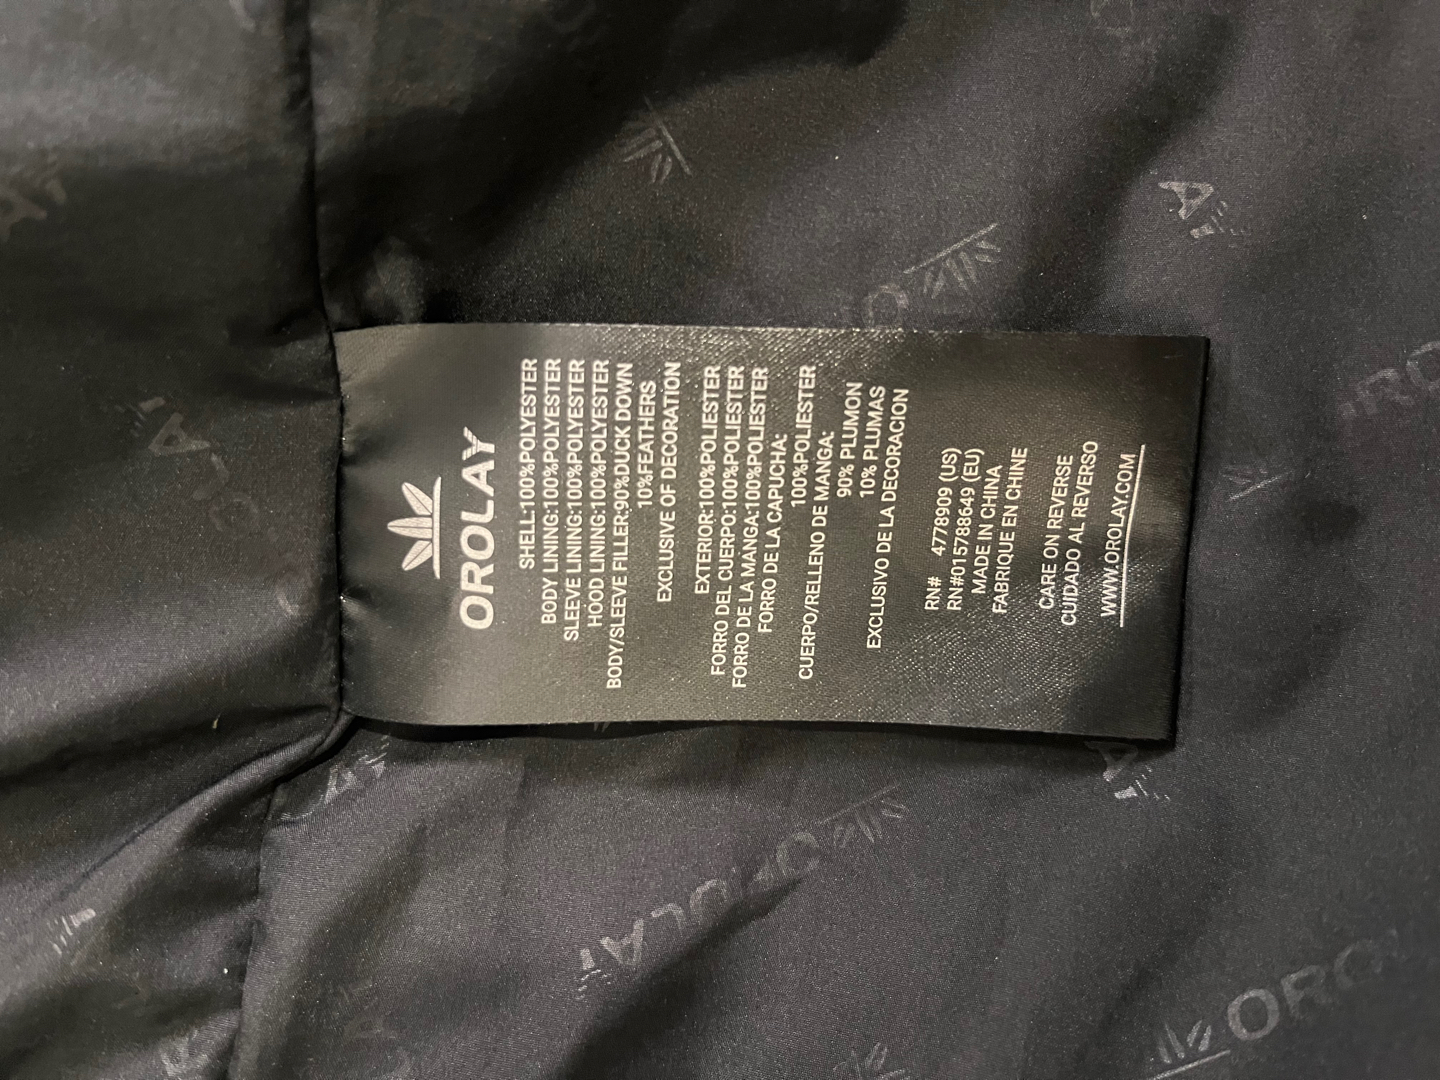 OROLAY
SHELL:100%POLYESTER
BODY LINING:100%POLYESTER
SLEEVE LINING:100%POLYESTER
HOOD LINING:100%POLYESTER
BODY/SLEEVE FILLER:90%DUCK DOWN
10%FEATHERS
EXCLUSIVE OF DECORATION
EXTERIOR:100%POLIESTER
FORRO DEL CUERPO:100%POLIESTER
FORRO DE LA MANGA:100%POLIESTER
FORRO DE LA CAPUCHA:
100%POLIESTER
CUERPO/RELLENO DE MANGA:
90% PLUMON
10% PLUMAS
EXCLUSIVO DE LA DECORACION
RN# 4778909 (US)
RN#015788649 (EU)
MADE IN CHINA
FABRIQUE EN CHINE
CARE ON REVERSE
CUIDADO AL REVERSO
WWW.OROLAY.COM